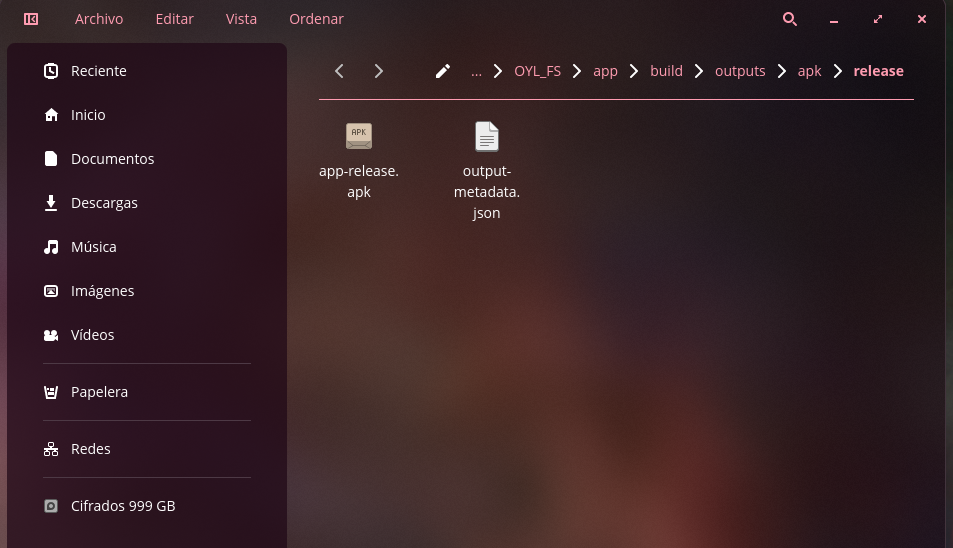 Archivo Editar Vista Ordenar
Reciente
Inicio
Documentos
Descargas
Música
Imágenes
Vídeos
Papelera
Redes
Cifrados 999 GB
... OYL_FS app build outputs apk release
APK
app-release.
apk
output-
metadata.
json